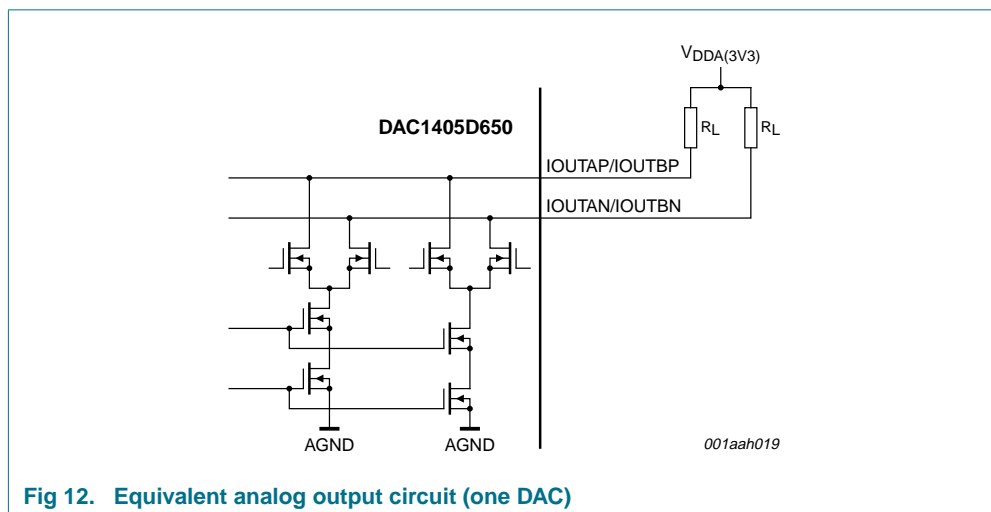 VDDA(3V3)
DAC1405D650
RL RL
IOUTAP/IOUTBP
IOUTAN/IOUTBN
AGND AGND
001aah019
Fig 12. Equivalent analog output circuit (one DAC)